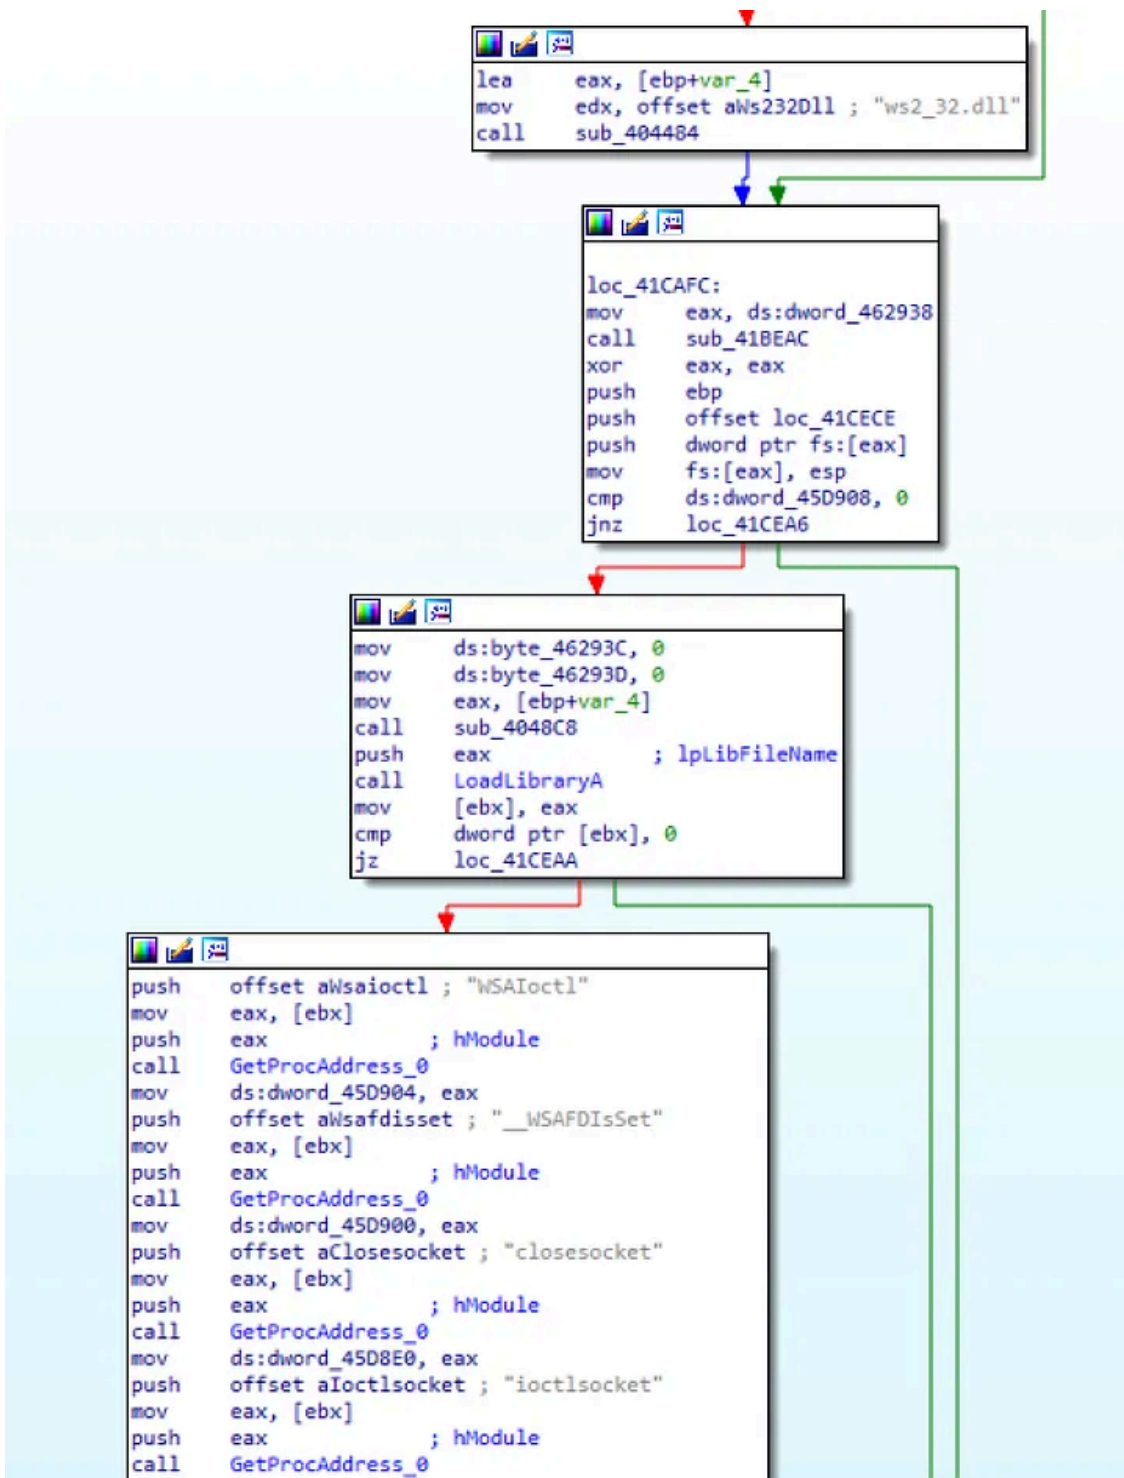 lea eax, [ebp+var_4]
mov edx, offset aWs232Dll ; "ws2_32.dll"
call sub_404484
loc_41CAFC:
mov eax, ds:dword_462938
call sub_41BEAC
xor eax, eax
push ebp
push offset loc_41CECE
push dword ptr fs:[eax]
mov fs:[eax], esp
cmp ds:dword_45D908, 0
jnz loc_41CEA6
mov ds:byte_46293C, 0
mov ds:byte_46293D, 0
mov eax, [ebp+var_4]
call sub_4048C8
push eax ; lpLibFileName
call LoadLibraryA
mov [ebx], eax
cmp dword ptr [ebx], 0
jz loc_41CEAA
push offset aWsaioctl ; "WSAIoctl"
mov eax, [ebx]
push eax ; hModule
call GetProcAddress_0
mov ds:dword_45D904, eax
push offset aWsafdisset ; "__WSAFDIsSet"
mov eax, [ebx]
push eax ; hModule
call GetProcAddress_0
mov ds:dword_45D900, eax
push offset aClosesocket ; "closesocket"
mov eax, [ebx]
push eax ; hModule
call GetProcAddress_0
mov ds:dword_45D8E0, eax
push offset aIoctlsocket ; "ioctlsocket"
mov eax, [ebx]
push eax ; hModule
call GetProcAddress_0